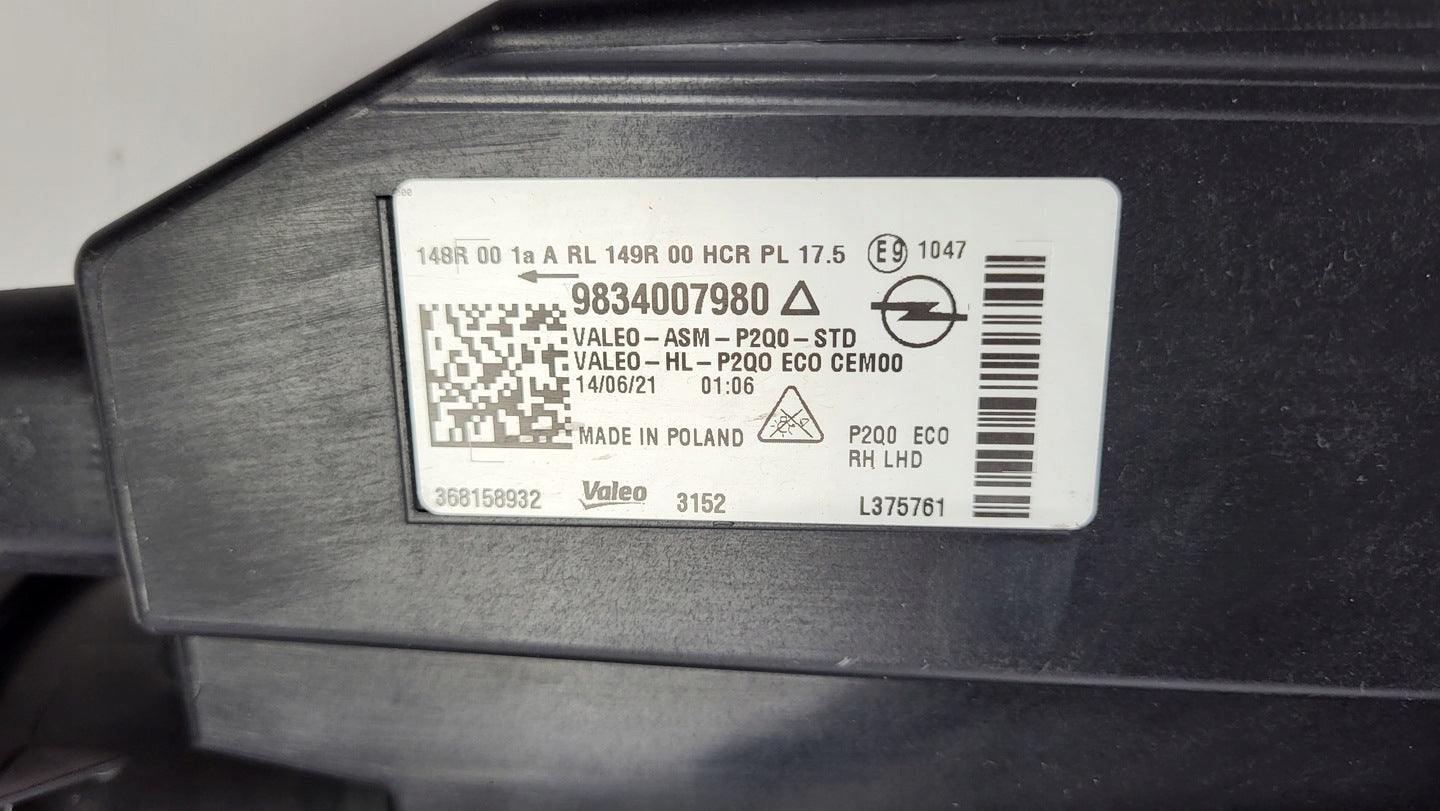 148R 00 1a A RL 149R 00 HCR PL 17.5 E9 1047
9834007980
VALEO-ASM-P2Q0-STD
VALEO-HL-P2QO ECO CEM00
14/06/21 01:06
MADE IN POLAND
P2Q0 ECO
RH LHD
368158932 Valeo 3152 L375761